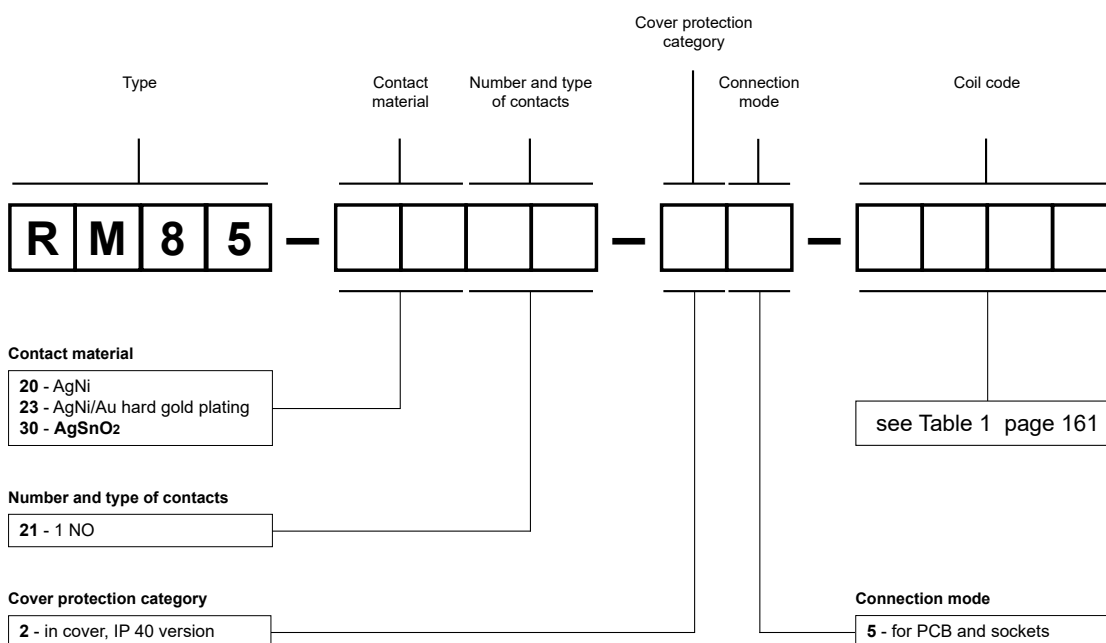 Cover protection
category
Type
Contact
material
Number and type
of contacts
Connection
mode
Coil code
R M 8 5 – – –
Contact material
20 - AgNi
23 - AgNi/Au hard gold plating
30 - AgSnO2
see Table 1 page 161
Number and type of contacts
21 - 1 NO
Cover protection category
Connection mode
2 - in cover, IP 40 version
5 - for PCB and sockets